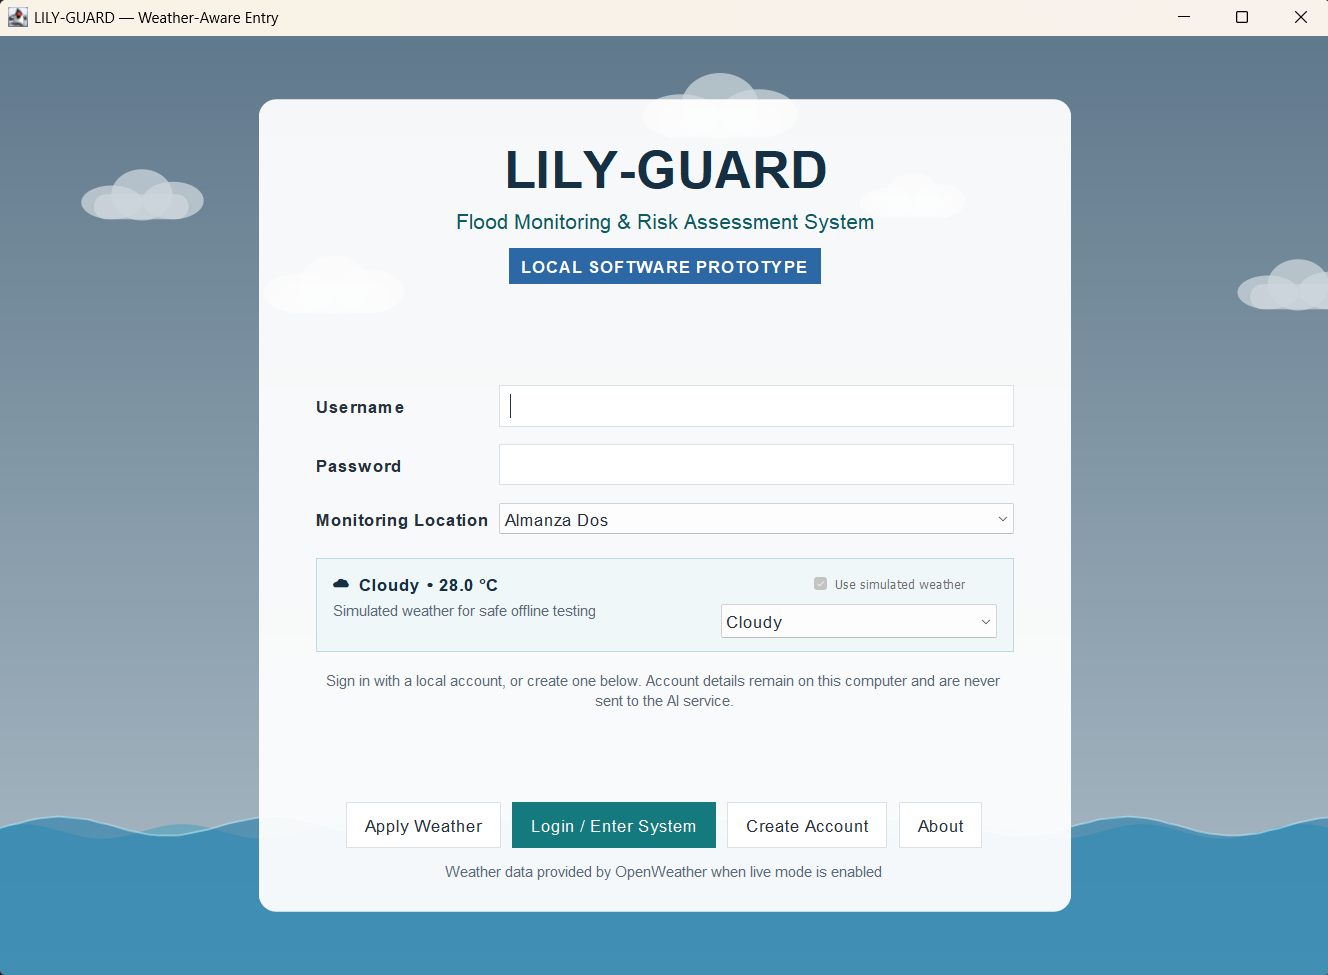 LILY-GUARD — Weather-Aware Entry
LILY-GUARD
Flood Monitoring & Risk Assessment System
LOCAL SOFTWARE PROTOTYPE
Username
Password
Monitoring Location
Almanza Dos
Cloudy • 28.0 °C
Use simulated weather
Simulated weather for safe offline testing
Cloudy
Sign in with a local account, or create one below. Account details remain on this computer and are never
sent to the AI service.
Apply Weather
Login / Enter System
Create Account
About
Weather data provided by OpenWeather when live mode is enabled